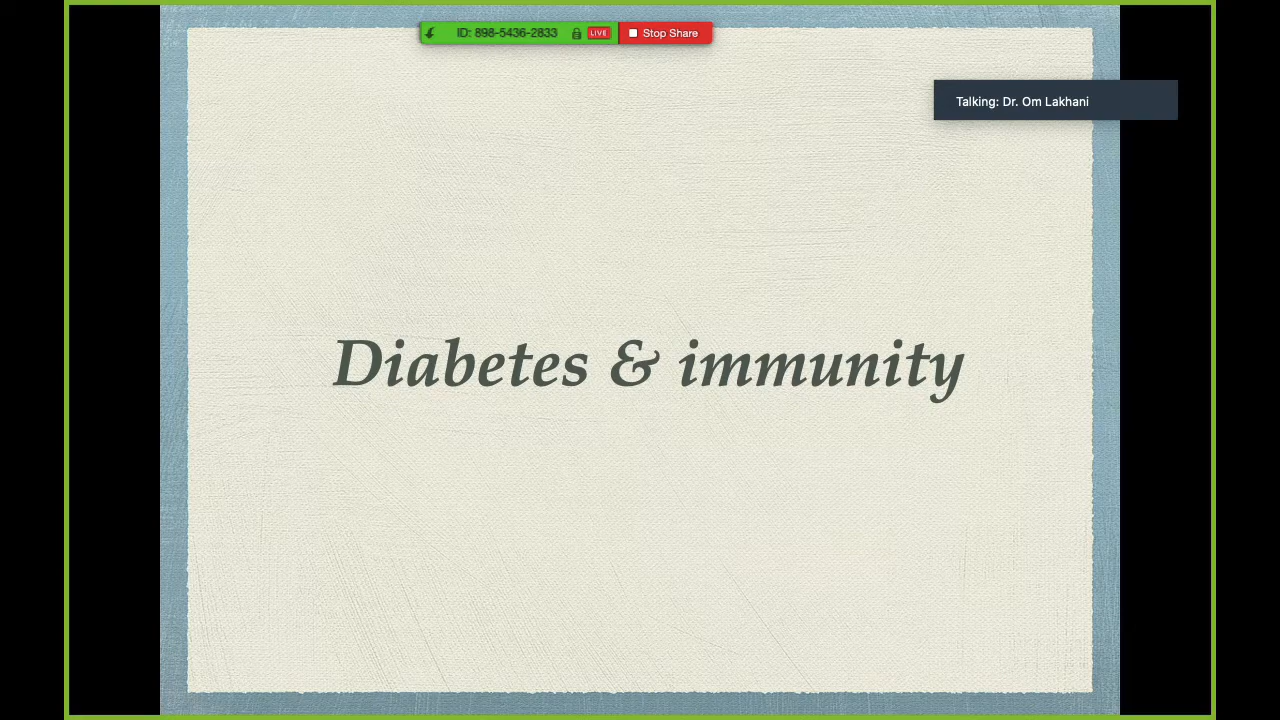 ID: 898-5436-2833 LIVE Stop Share
Talking: Dr. Om Lakhani
Diabetes & immunity